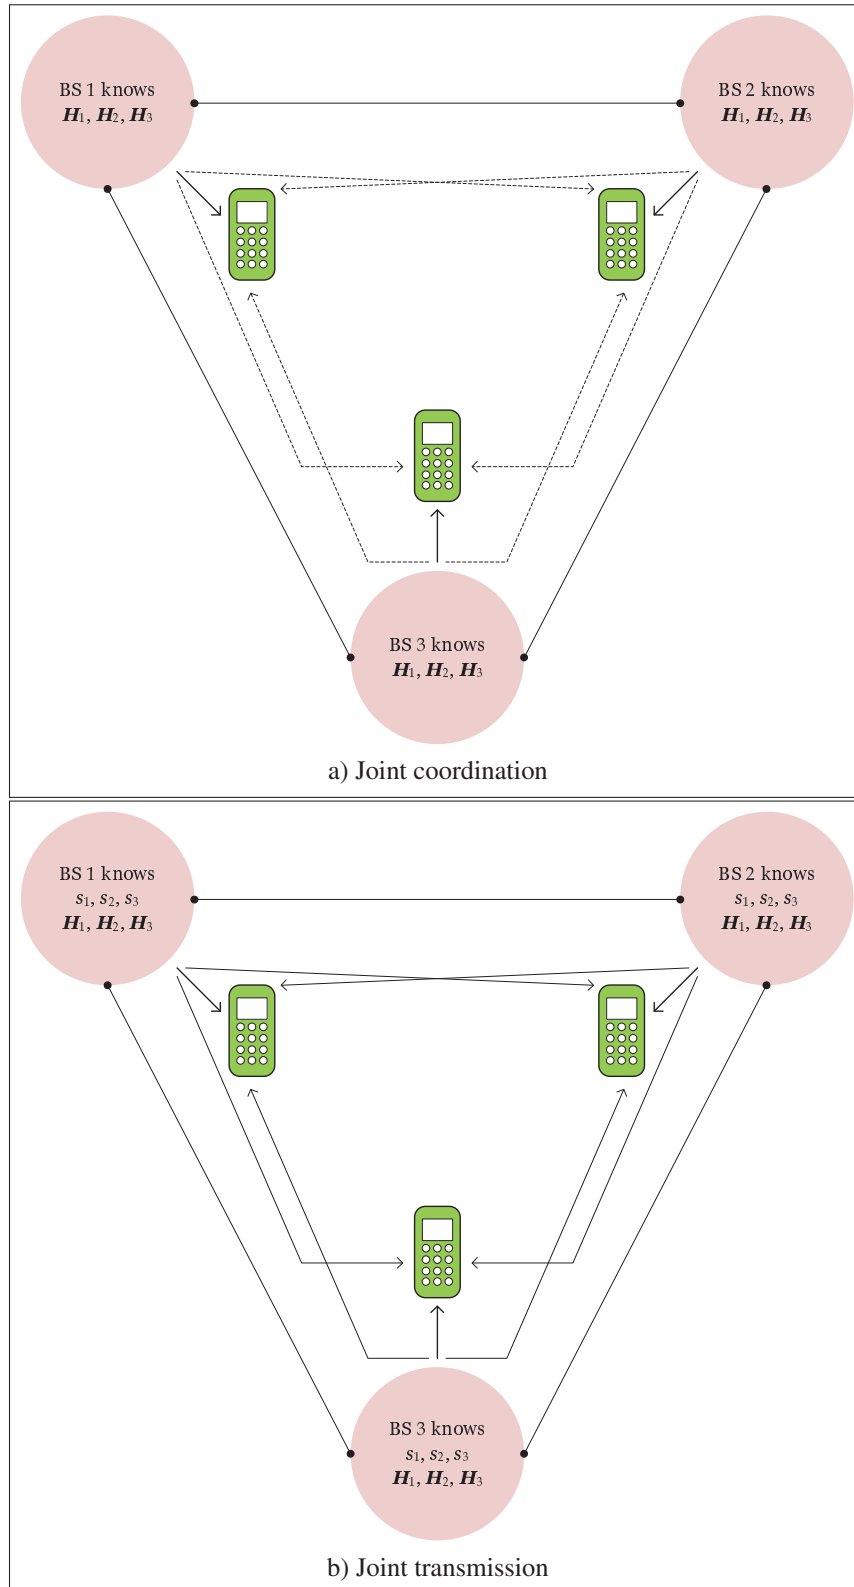 BS 1 knows
H₁, H₂, H₃
BS 2 knows
H₁, H₂, H₃
BS 3 knows
H₁, H₂, H₃
a) Joint coordination
BS 1 knows
s₁, s₂, s₃
H₁, H₂, H₃
BS 2 knows
s₁, s₂, s₃
H₁, H₂, H₃
BS 3 knows
s₁, s₂, s₃
H₁, H₂, H₃
b) Joint transmission